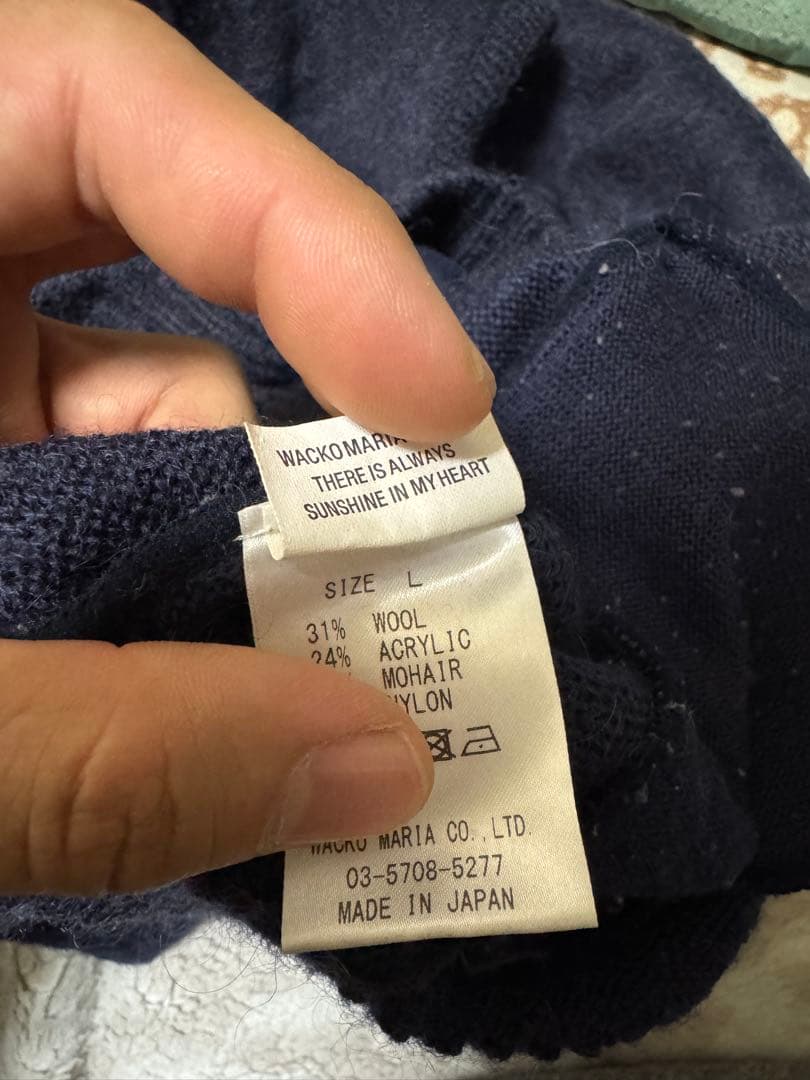 WACKO MARIA
THERE IS ALWAYS
SUNSHINE IN MY HEART
SIZE L
31% WOOL
24% ACRYLIC
MOHAIR
NYLON
WACKO MARIA CO.,LTD.
03-5708-5277
MADE IN JAPAN